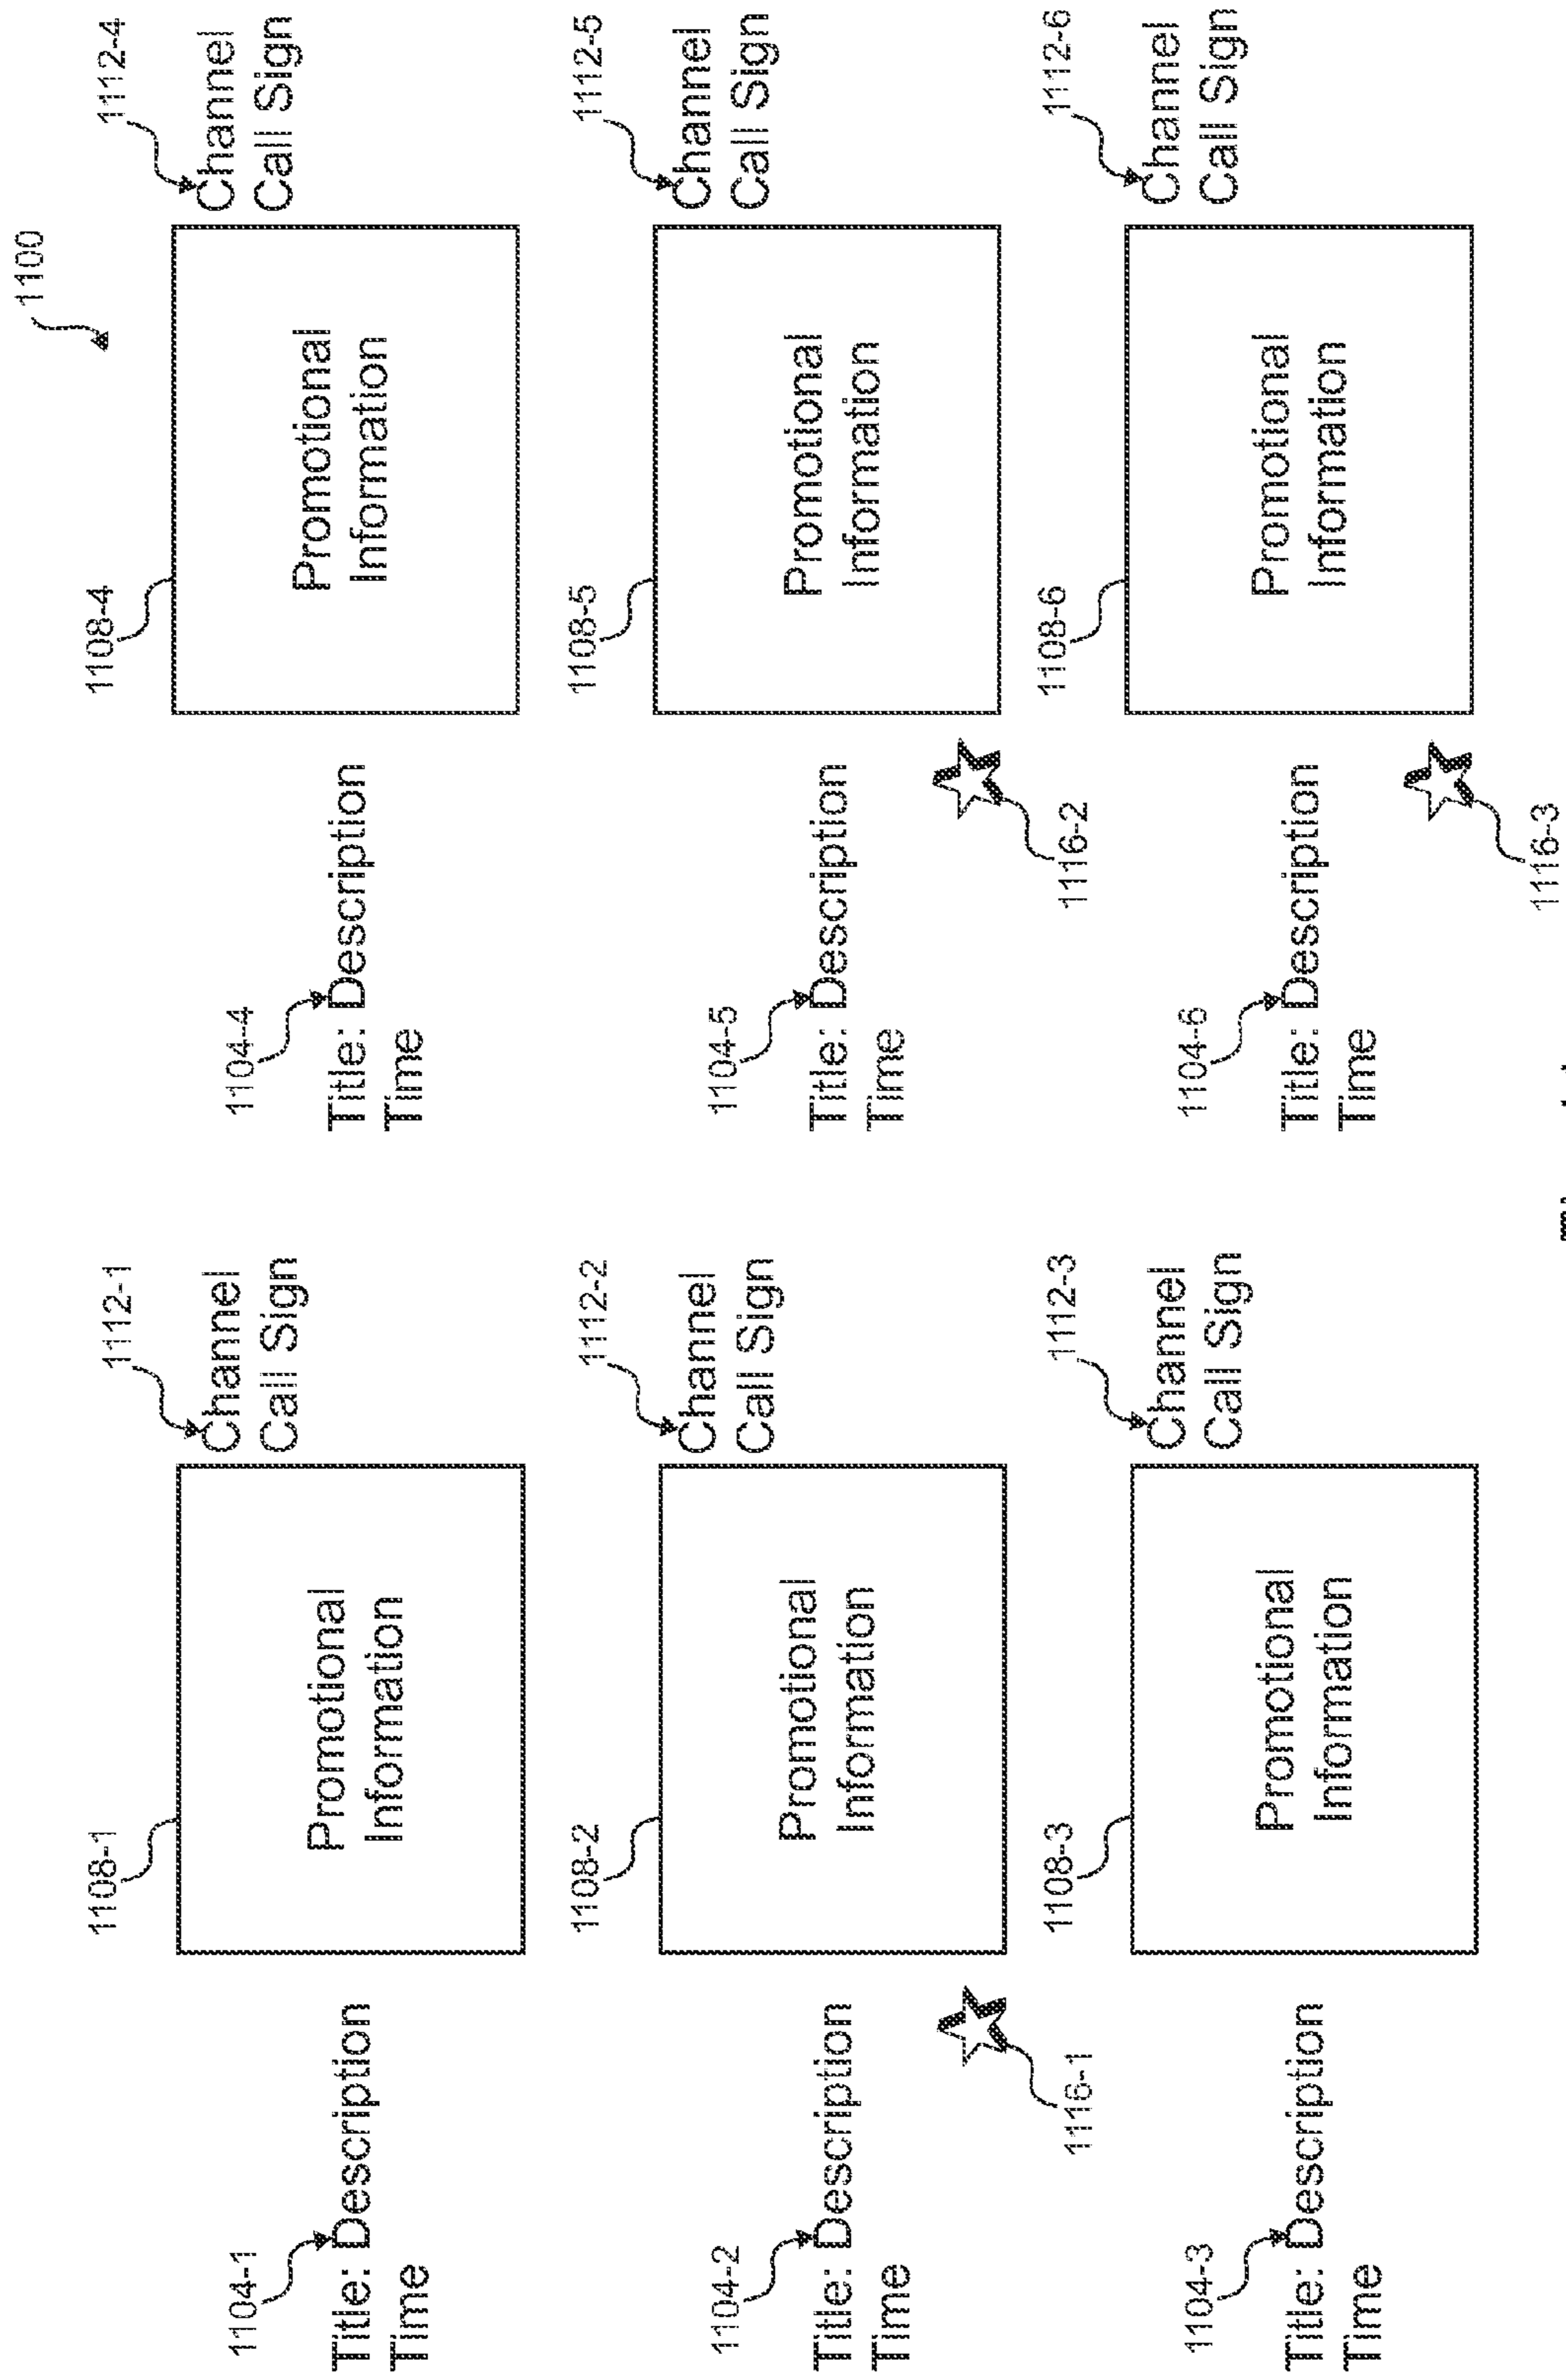 1100
1108-1
1112-1
1104-1
Title: Description
Time
Promotional
Information
Channel
Call Sign
1108-4
1112-4
1104-4
Title: Description
Time
Promotional
Information
Channel
Call Sign
1108-2
1112-2
1104-2
Title: Description
Time
Promotional
Information
Channel
Call Sign
1116-1
1108-5
1112-5
1104-5
Title: Description
Time
Promotional
Information
Channel
Call Sign
1116-2
1108-3
1112-3
1104-3
Title: Description
Time
Promotional
Information
Channel
Call Sign
1108-6
1112-6
1104-6
Title: Description
Time
Promotional
Information
Channel
Call Sign
1116-3